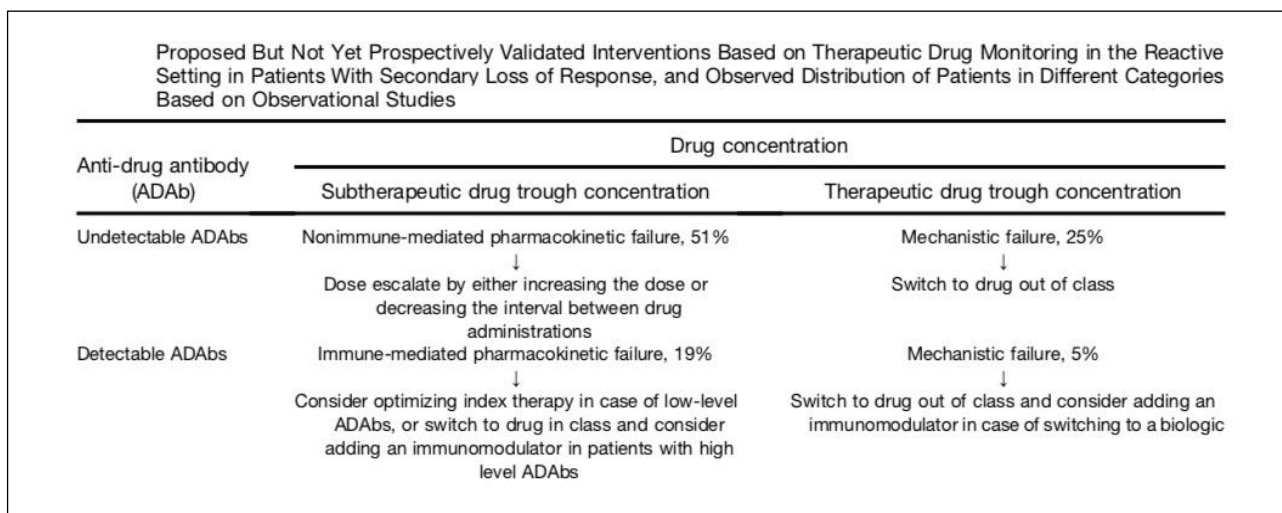 Proposed But Not Yet Prospectively Validated Interventions Based on Therapeutic Drug Monitoring in the Reactive
Setting in Patients With Secondary Loss of Response, and Observed Distribution of Patients in Different Categories
Based on Observational Studies
Drug concentration
Anti-drug antibody
(ADAb)
Subtherapeutic drug trough concentration
Therapeutic drug trough concentration
Undetectable ADAbs
Nonimmune-mediated pharmacokinetic failure, 51%
↓
Dose escalate by either increasing the dose or
decreasing the interval between drug
administrations
Mechanistic failure, 25%
↓
Switch to drug out of class
Detectable ADAbs
Immune-mediated pharmacokinetic failure, 19%
↓
Consider optimizing index therapy in case of low-level
ADAbs, or switch to drug in class and consider
adding an immunomodulator in patients with high
level ADAbs
Mechanistic failure, 5%
↓
Switch to drug out of class and consider adding an
immunomodulator in case of switching to a biologic